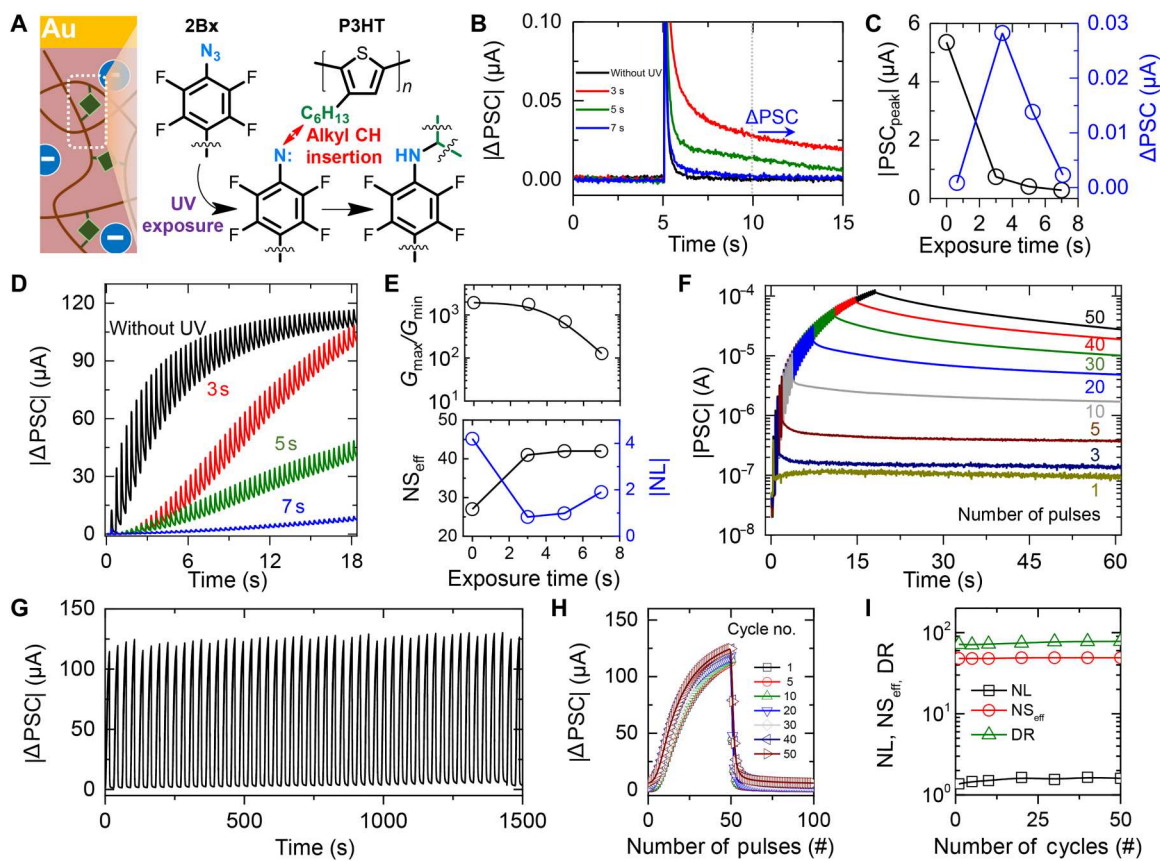 A
Au
2Bx
P3HT
N3
F
F
F
F
S
n
C6H13
Alkyl CH
insertion
N:
HN
F
F
F
F
F
F
F
F
UV
exposure
B
|ΔPSC| (μA)
0.10
0.05
0.00
Without UV
3 s
5 s
7 s
ΔPSC
0 5 10 15
Time (s)
C
|PSCpeak| (μA)
6
4
2
0
0.03
0.02
0.01
0.00
ΔPSC (μA)
0 2 4 6 8
Exposure time (s)
D
|ΔPSC| (μA)
120
90
60
30
0
Without UV
3 s
5 s
7 s
0 6 12 18
Time (s)
E
Gmax/Gmin
10^3
10^2
10^1
NSeff
45
40
35
30
25
20
4
2
0
|NL|
0 2 4 6 8
Exposure time (s)
F
|PSC| (A)
10^-4
10^-5
10^-6
10^-7
10^-8
50
40
30
20
10
5
3
1
Number of pulses
0 15 30 45 60
Time (s)
G
|ΔPSC| (μA)
150
100
50
0
0 500 1000 1500
Time (s)
H
|ΔPSC| (μA)
150
125
100
75
50
25
0
Cycle no.
1
5
10
20
30
40
50
0 50 100
Number of pulses (#)
I
NL, NSeff, DR
10^2
10^1
10^0
NL
NSeff
DR
0 25 50
Number of cycles (#)